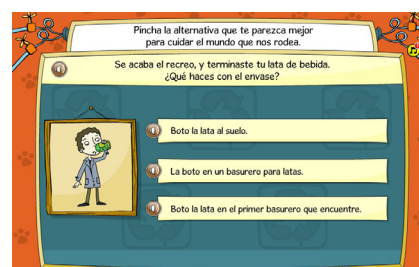 Pincha la alternativa que te parezca mejor
para cuidar el mundo que nos rodea.
Se acaba el recreo, y terminaste tu lata de bebida.
¿Qué haces con el envase?
Boto la lata al suelo.
La boto en un basurero para latas.
Boto la lata en el primer basurero que encuentre.